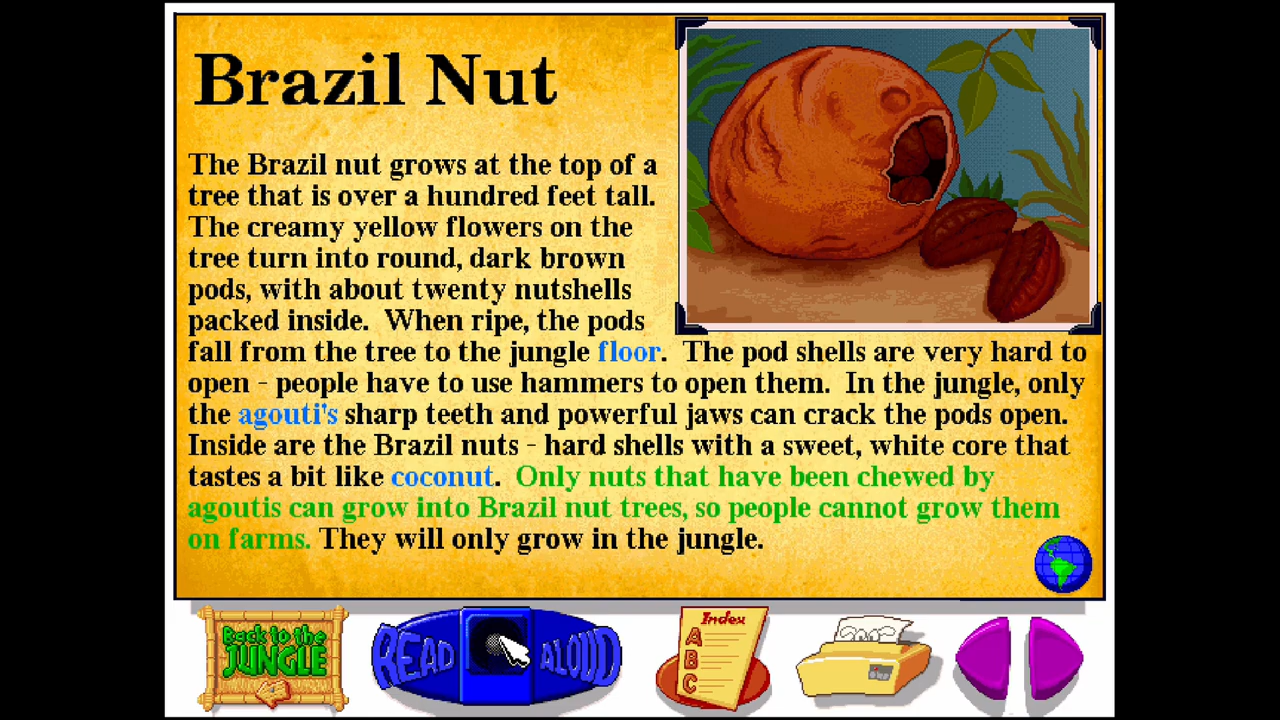 Brazil Nut
The Brazil nut grows at the top of a
tree that is over a hundred feet tall.
The creamy yellow flowers on the
tree turn into round, dark brown
pods, with about twenty nutshells
packed inside.  When ripe, the pods
fall from the tree to the jungle floor.  The pod shells are very hard to
open - people have to use hammers to open them.  In the jungle, only
the agouti's sharp teeth and powerful jaws can crack the pods open.
Inside are the Brazil nuts - hard shells with a sweet, white core that
tastes a bit like coconut.  Only nuts that have been chewed by
agoutis can grow into Brazil nut trees, so people cannot grow them
on farms. They will only grow in the jungle.
Back to the
JUNGLE
READ ALOUD
Index
A
B
C